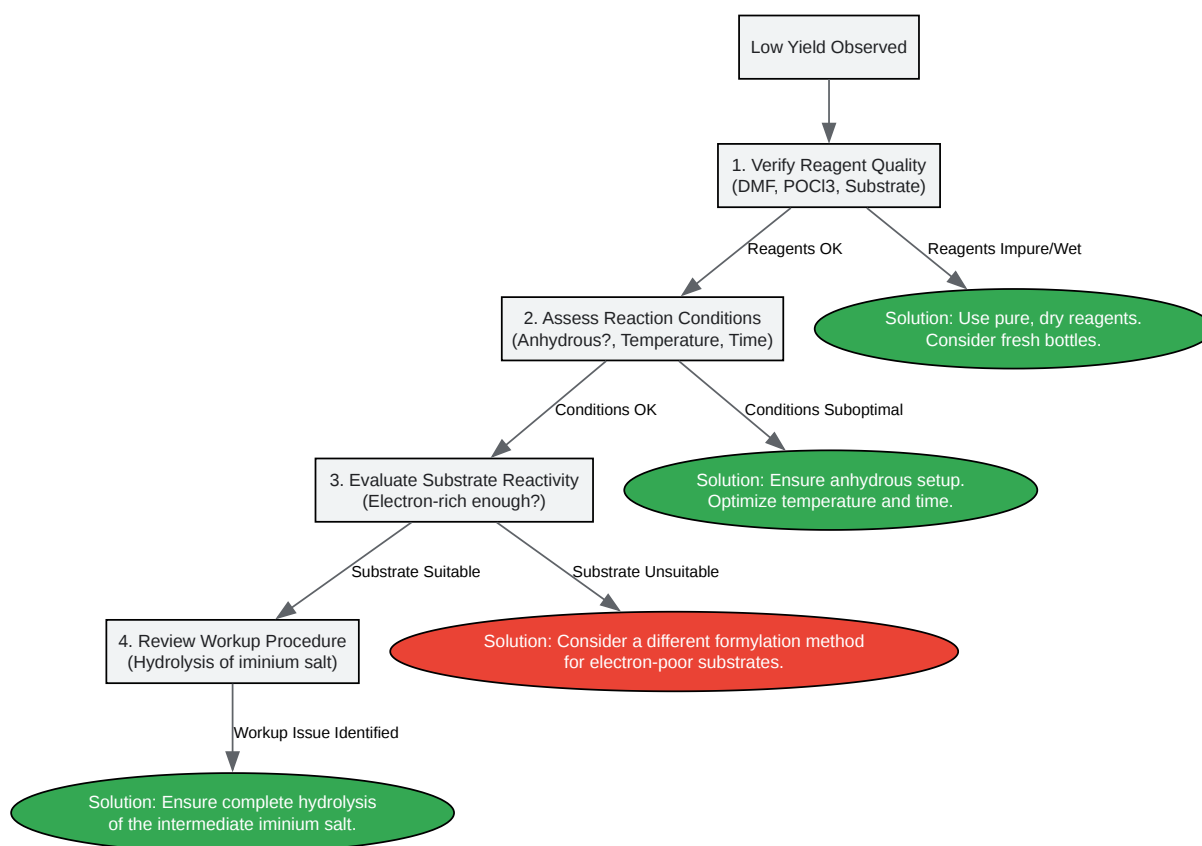 Low Yield Observed
1. Verify Reagent Quality
(DMF, POCl3, Substrate)
Reagents OK
Reagents Impure/Wet
2. Assess Reaction Conditions
(Anhydrous?, Temperature, Time)
Solution: Use pure, dry reagents.
Consider fresh bottles.
Conditions OK
Conditions Suboptimal
3. Evaluate Substrate Reactivity
(Electron-rich enough?)
Solution: Ensure anhydrous setup.
Optimize temperature and time.
Substrate Suitable
Substrate Unsuitable
4. Review Workup Procedure
(Hydrolysis of iminium salt)
Solution: Consider a different formylation method
for electron-poor substrates.
Workup Issue Identified
Solution: Ensure complete hydrolysis
of the intermediate iminium salt.